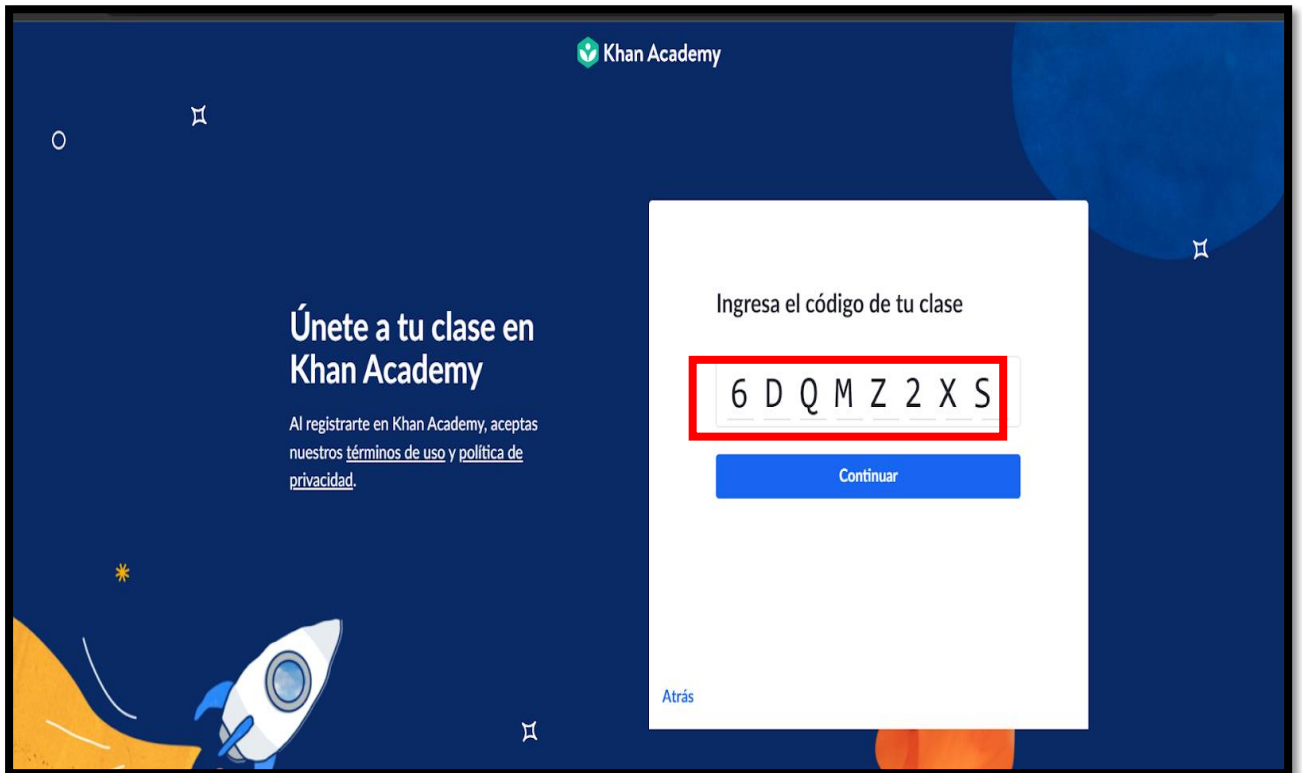 Khan Academy
Únete a tu clase en
Khan Academy
Al registrarte en Khan Academy, aceptas
nuestros términos de uso y política de
privacidad.
Ingresa el código de tu clase
6 D Q M Z 2 X S
Continuar
Atrás